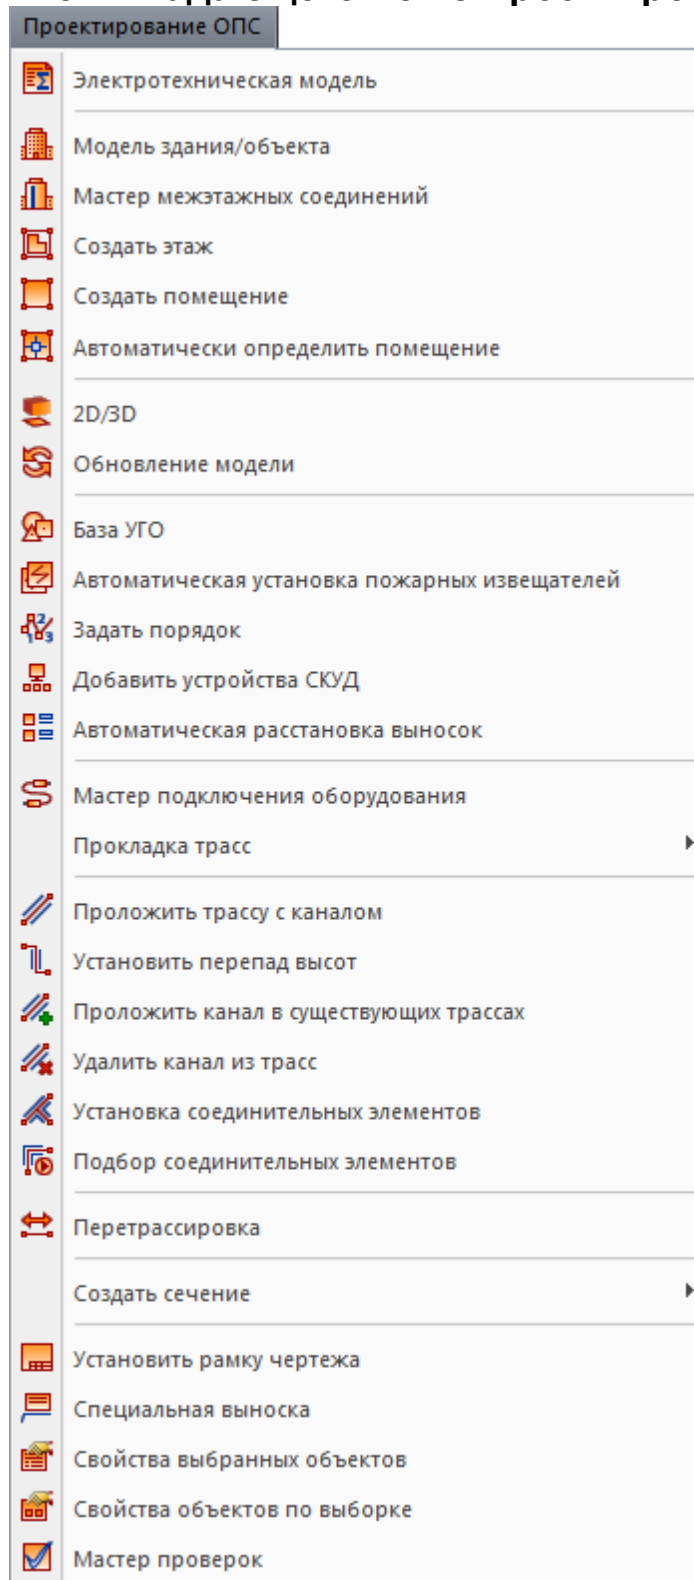 Проектирование ОПС
Электротехническая модель
Модель здания/объекта
Мастер межэтажных соединений
Создать этаж
Создать помещение
Автоматически определить помещение
2D/3D
Обновление модели
База УГО
Автоматическая установка пожарных извещателей
Задать порядок
Добавить устройства СКУД
Автоматическая расстановка выносок
Мастер подключения оборудования
Прокладка трасс
Проложить трассу с каналом
Установить перепад высот
Проложить канал в существующих трассах
Удалить канал из трасс
Установка соединительных элементов
Подбор соединительных элементов
Перетрассировка
Создать сечение
Установить рамку чертежа
Специальная выноска
Свойства выбранных объектов
Свойства объектов по выборке
Мастер проверок